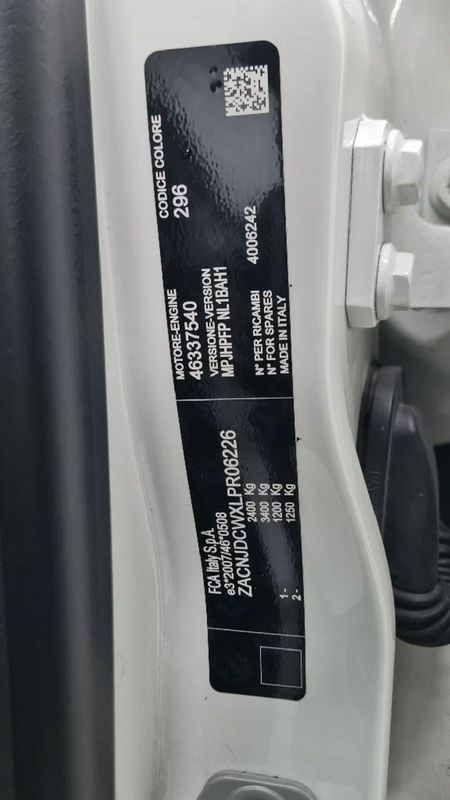 FCA Italy S.p.A.
e3*2007/46*0508
ZACNJDCWXLPR06226
2400 Kg
3400 Kg
1- 1200 Kg
2- 1250 Kg
MOTORE-ENGINE
46337540
VERSIONE-VERSION
MPJHPFP NL1BAH1
N° PER RICAMBI
N° FOR SPARES
MADE IN ITALY
4006242
CODICE COLORE
296